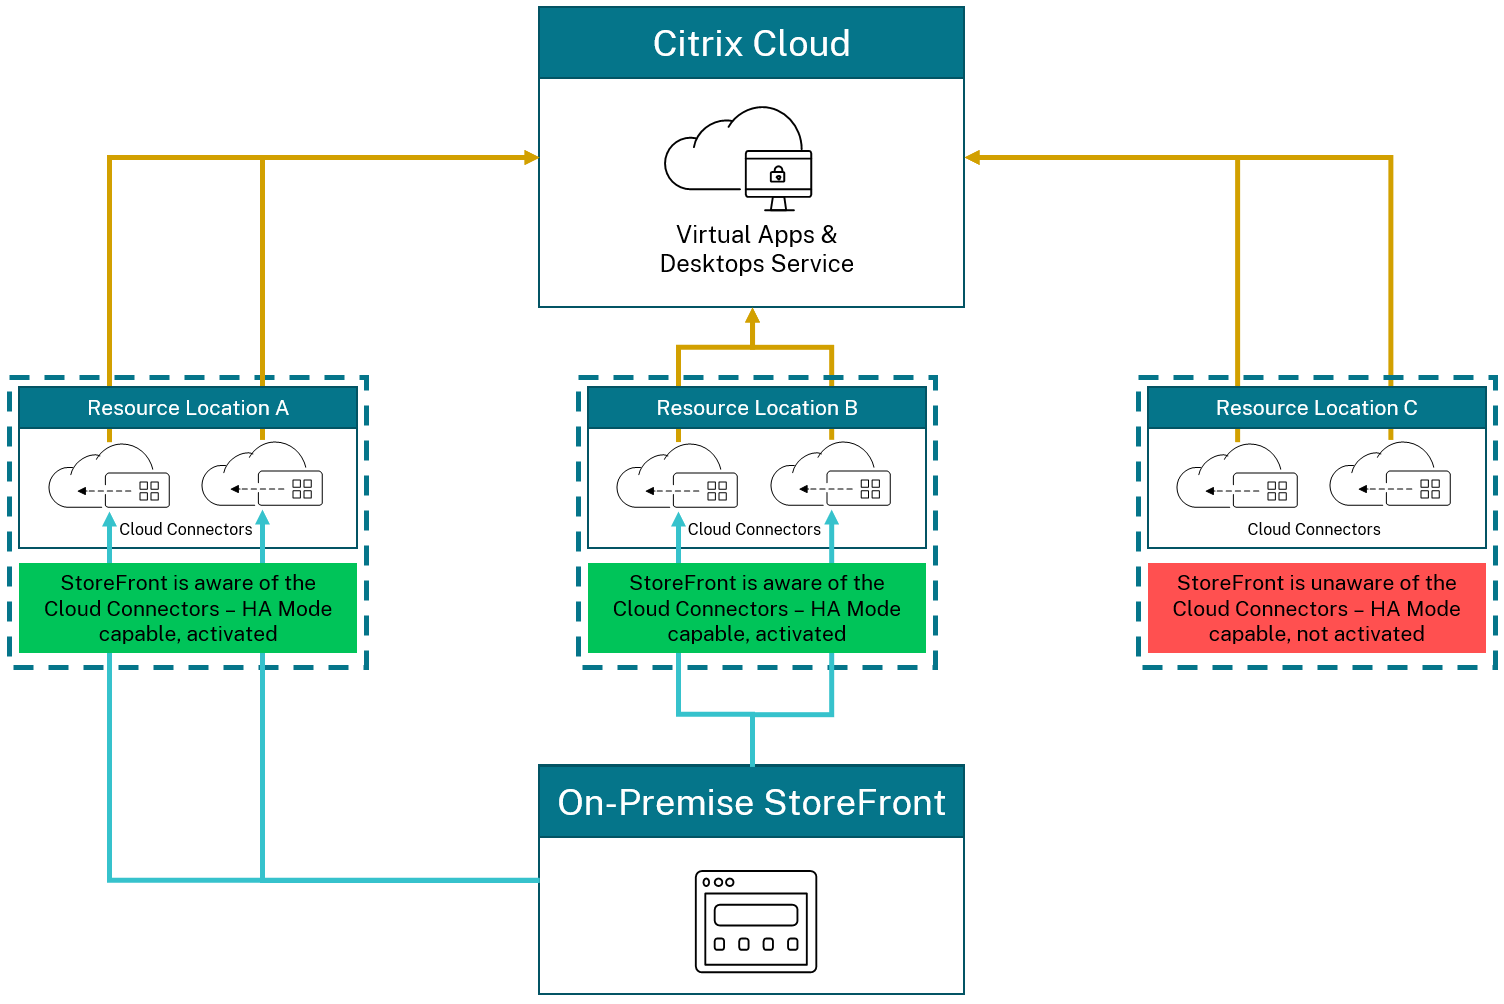 Citrix Cloud
Virtual Apps &
Desktops Service
Resource Location A
Cloud Connectors
StoreFront is aware of the
Cloud Connectors – HA Mode
capable, activated
Resource Location B
Cloud Connectors
StoreFront is aware of the
Cloud Connectors – HA Mode
capable, activated
Resource Location C
Cloud Connectors
StoreFront is unaware of the
Cloud Connectors – HA Mode
capable, not activated
On-Premise StoreFront